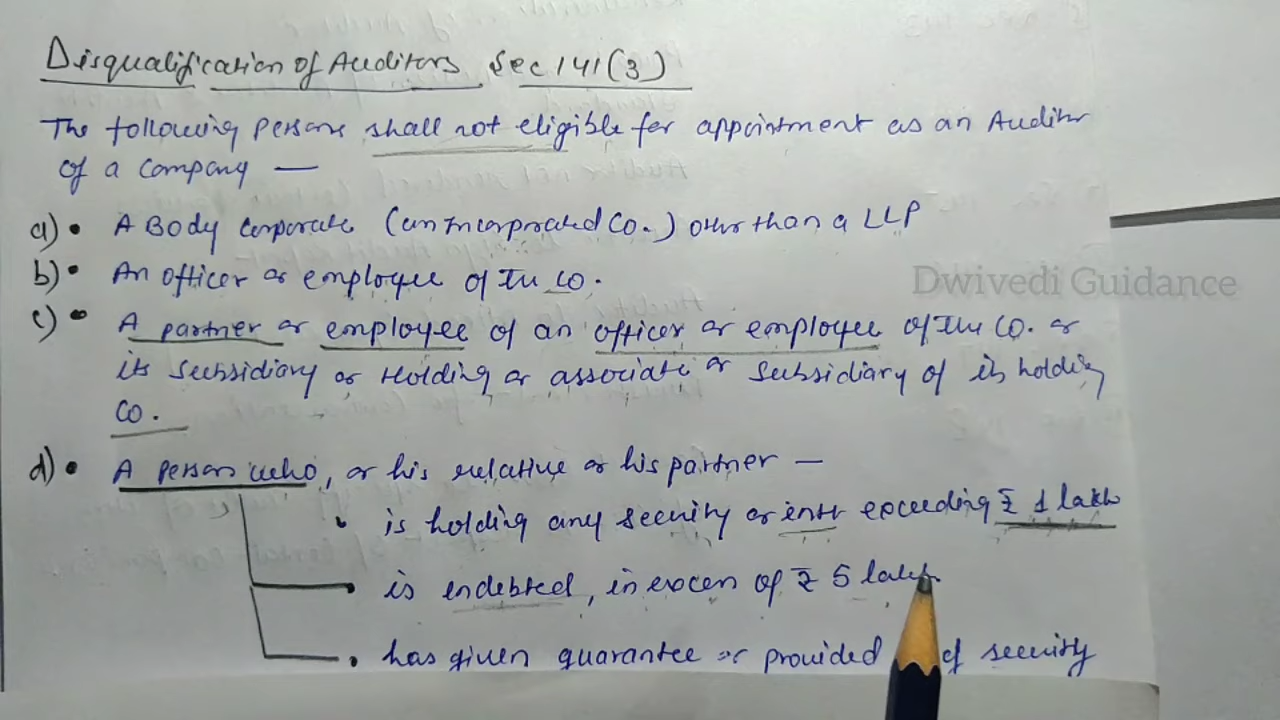 Disqualification of Auditors Sec 141(3)
The following Persons shall not eligible for appointment as an Auditor
of a Company —
a) • A Body Corporate (an Incorporated Co.) other than a LLP
b) • An officer or employee of the Co.
Dwivedi Guidance
c) • A partner or employee of an officer or employee of the Co. or
its Subsidiary or Holding or associate or Subsidiary of its holding
Co.
d) • A Person who, or his relative or his partner —
• is holding any security or intt exceeding ₹ 1 lakh
• is endebted, in excess of ₹ 5 lakh
• has given guarantee or provided of security